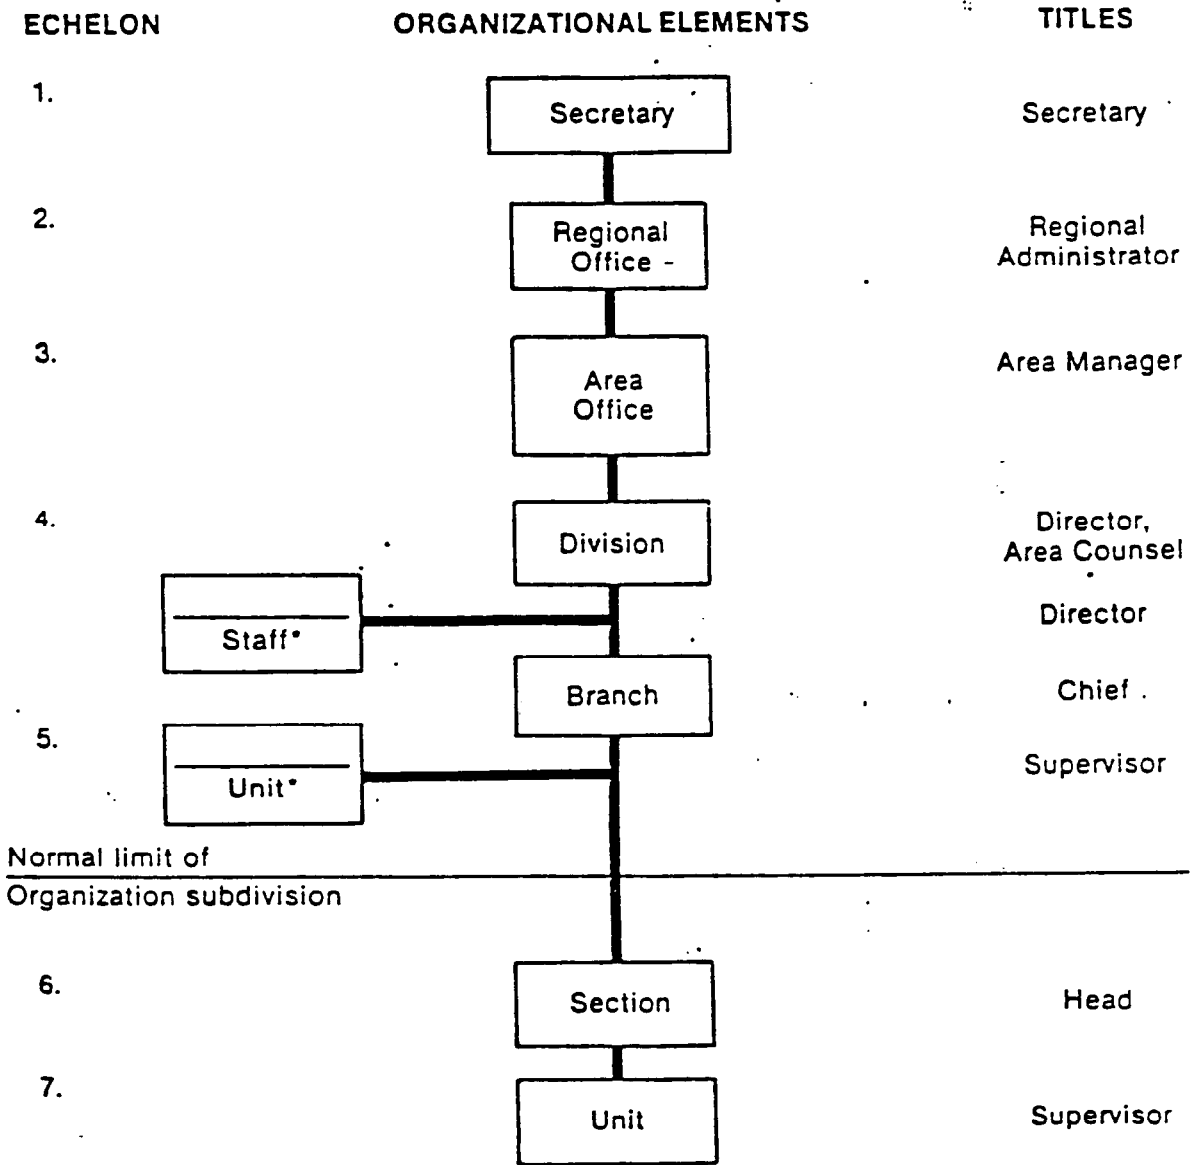 ECHELON ORGANIZATIONAL ELEMENTS TITLES
1.
Secretary
Secretary
2.
Regional
Office -
Regional
Administrator
3.
Area
Office
Area Manager
4.
Division
Director,
Area Counsel
Staff*
Director
Branch
Chief
5.
Unit*
Supervisor
Normal limit of
Organization subdivision
6.
Section
Head
7.
Unit
Supervisor